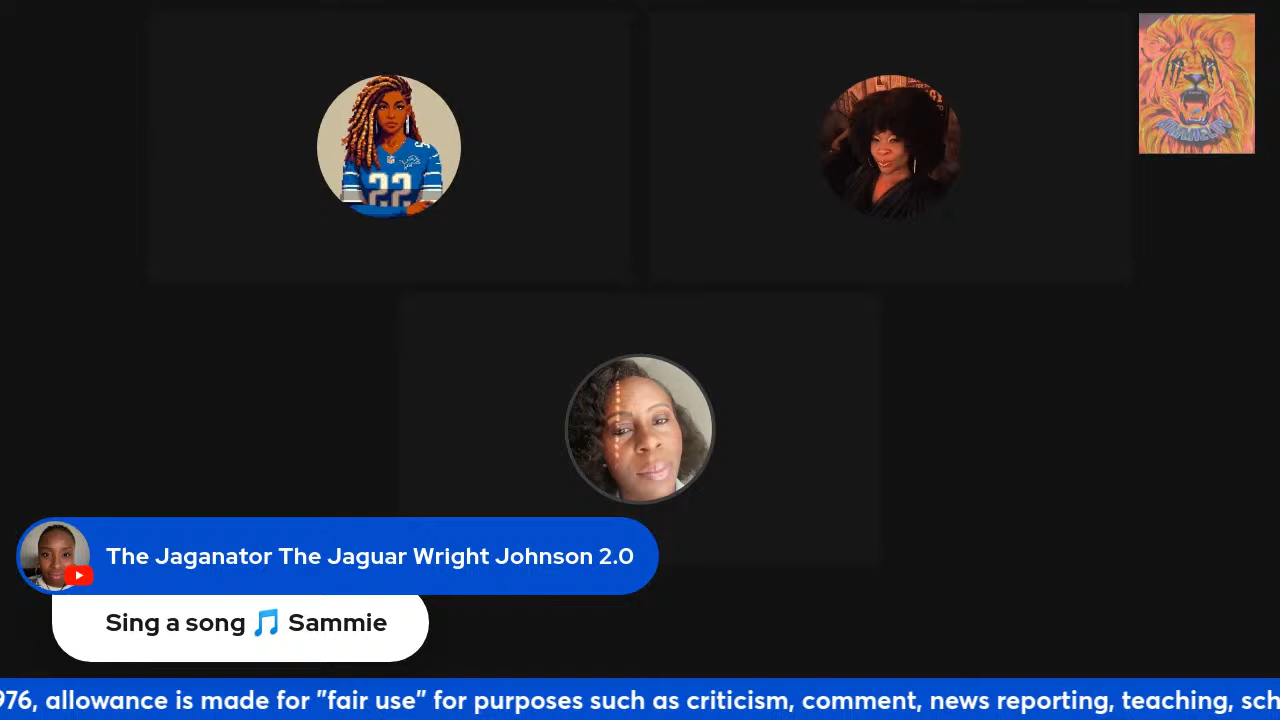 22
The Jaganator The Jaguar Wright Johnson 2.0
Sing a song 🎵 Sammie
976, allowance is made for "fair use" for purposes such as criticism, comment, news reporting, teaching, sch